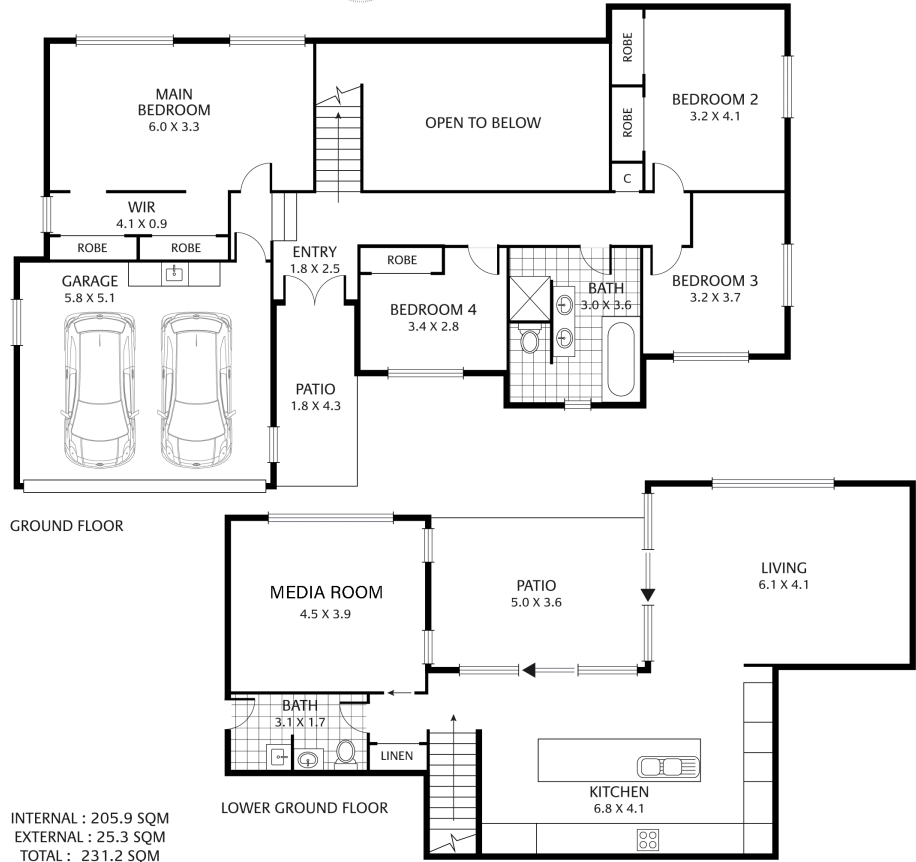 ROBE
MAIN
BEDROOM
6.0 X 3.3
BEDROOM 2
3.2 X 4.1
OPEN TO BELOW
ROBE
C
WIR
4.1 X 0.9
ROBE
ROBE
ENTRY
1.8 X 2.5
ROBE
GARAGE
5.8 X 5.1
BEDROOM 4
3.4 X 2.8
BATH
3.0 X 3.6
BEDROOM 3
3.2 X 3.7
PATIO
1.8 X 4.3
GROUND FLOOR
MEDIA ROOM
4.5 X 3.9
PATIO
5.0 X 3.6
LIVING
6.1 X 4.1
BATH
3.1 X 1.7
LINEN
KITCHEN
6.8 X 4.1
LOWER GROUND FLOOR
INTERNAL : 205.9 SQM
EXTERNAL : 25.3 SQM
TOTAL : 231.2 SQM